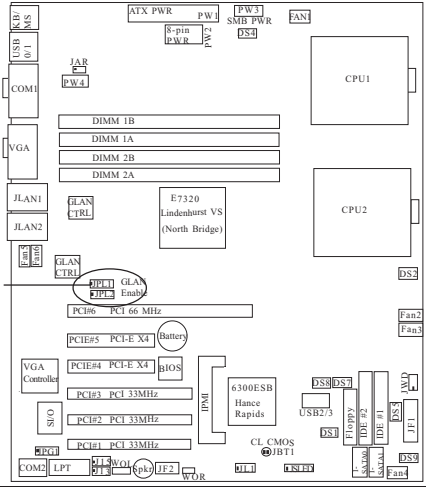 KB/
MS
ATX PWR
PW1
PW3
SMB PWR
FAN1
8-pin
PWR
PW2
DS4
USB
0/1
JAR
PW4
COM1
CPU1
DIMM 1B
DIMM 1A
VGA
DIMM 2B
DIMM 2A
JLAN1
GLAN
CTRL
E7320
Lindenhurst VS
(North Bridge)
CPU2
JLAN2
Fan5
Fan6
GLAN
CTRL
DS2
JPL1
GLAN
JPL2
Enable
PCI#6 PCI 66 MHz
Fan2
Fan3
Battery
PCIE#5 PCI-E X4
VGA
Controller
PCIE#4 PCI-E X4
BIOS
IPMI
6300ESB
Hance
Rapids
DS8
DS7
JWD
PCI#3 PCI 33MHz
USB2/3
Floppy
IDE #2
IDE #1
DS5
JF1
SI/O
PCI#2 PCI 33MHz
DS1
CL CMOS
JBT1
PCI#1 PCI 33MHz
JPG1
COM2
LPT
WOL
Spkr
JF2
WOR
JL1
I-SATA0
I-SATA1
DS9
Fan4